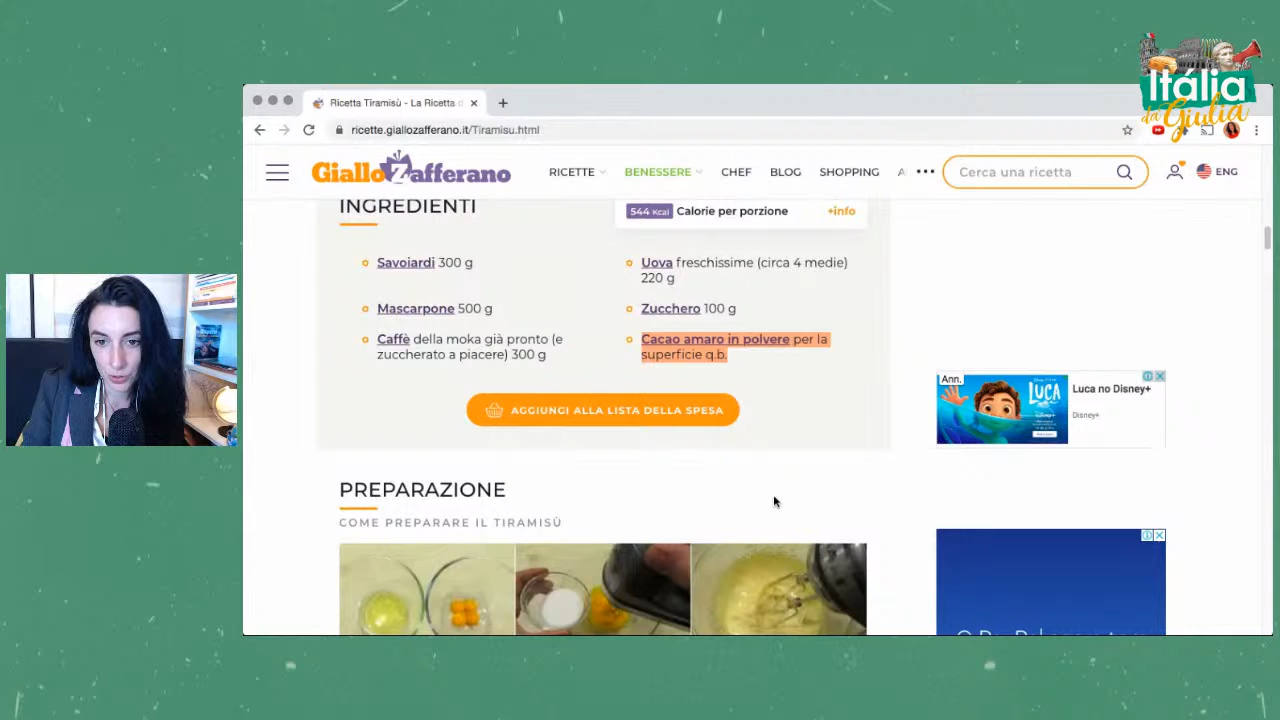 Itália
da Giulia
Ricetta Tiramisù - La Ricetta d
ricette.giallozafferano.it/Tiramisu.html
GialloZafferano
RICETTE
BENESSERE
CHEF
BLOG
SHOPPING
A
Cerca una ricetta
ENG
INGREDIENTI
544 Kcal Calorie per porzione +info
Savoiardi 300 g
Uova freschissime (circa 4 medie)
220 g
Mascarpone 500 g
Zucchero 100 g
Caffè della moka già pronto (e
zuccherato a piacere) 300 g
Cacao amaro in polvere per la
superficie q.b.
AGGIUNGI ALLA LISTA DELLA SPESA
Ann.
LUCA
Luca no Disney+
Disney+
PREPARAZIONE
COME PREPARARE IL TIRAMISÙ